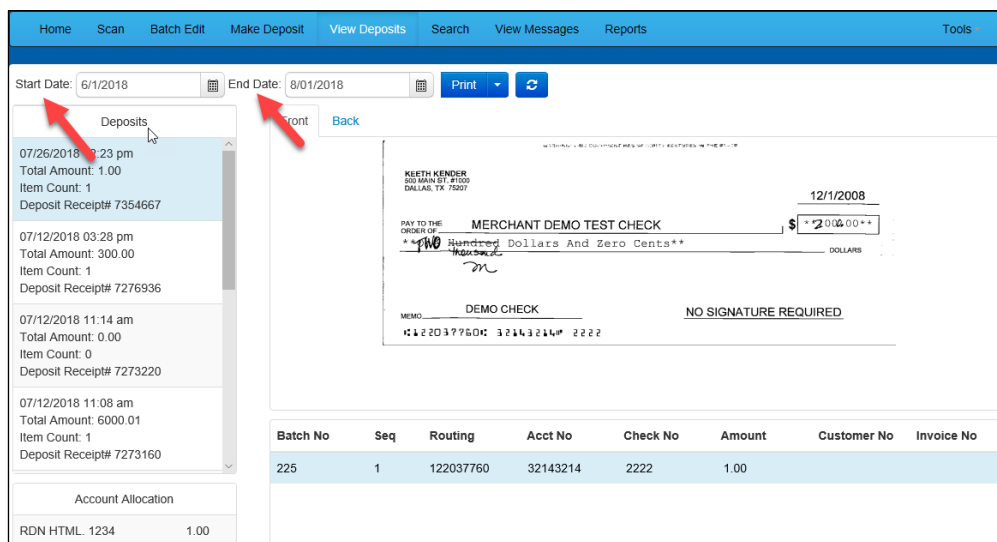 Home Scan Batch Edit Make Deposit View Deposits Search View Messages Reports Tools
Start Date: 6/1/2018 End Date: 8/01/2018 Print
Deposits
07/26/2018 :23 pm
Total Amount: 1.00
Item Count: 1
Deposit Receipt# 7354667
07/12/2018 03:28 pm
Total Amount: 300.00
Item Count: 1
Deposit Receipt# 7276936
07/12/2018 11:14 am
Total Amount: 0.00
Item Count: 0
Deposit Receipt# 7273220
07/12/2018 11:08 am
Total Amount: 6000.01
Item Count: 1
Deposit Receipt# 7273160
Account Allocation
RDN HTML. 1234 1.00
Front Back
KEETH KENDER
500 MAIN ST, #1000
DALLAS, TX 75207
12/1/2008
PAY TO THE
ORDER OF MERCHANT DEMO TEST CHECK $
Hundred Dollars And Zero Cents** DOLLARS
thousand
MEMO DEMO CHECK NO SIGNATURE REQUIRED
⑆122037760⑆ 32143214⑈ 2222
Batch No Seq Routing Acct No Check No Amount Customer No Invoice No
225 1 122037760 32143214 2222 1.00